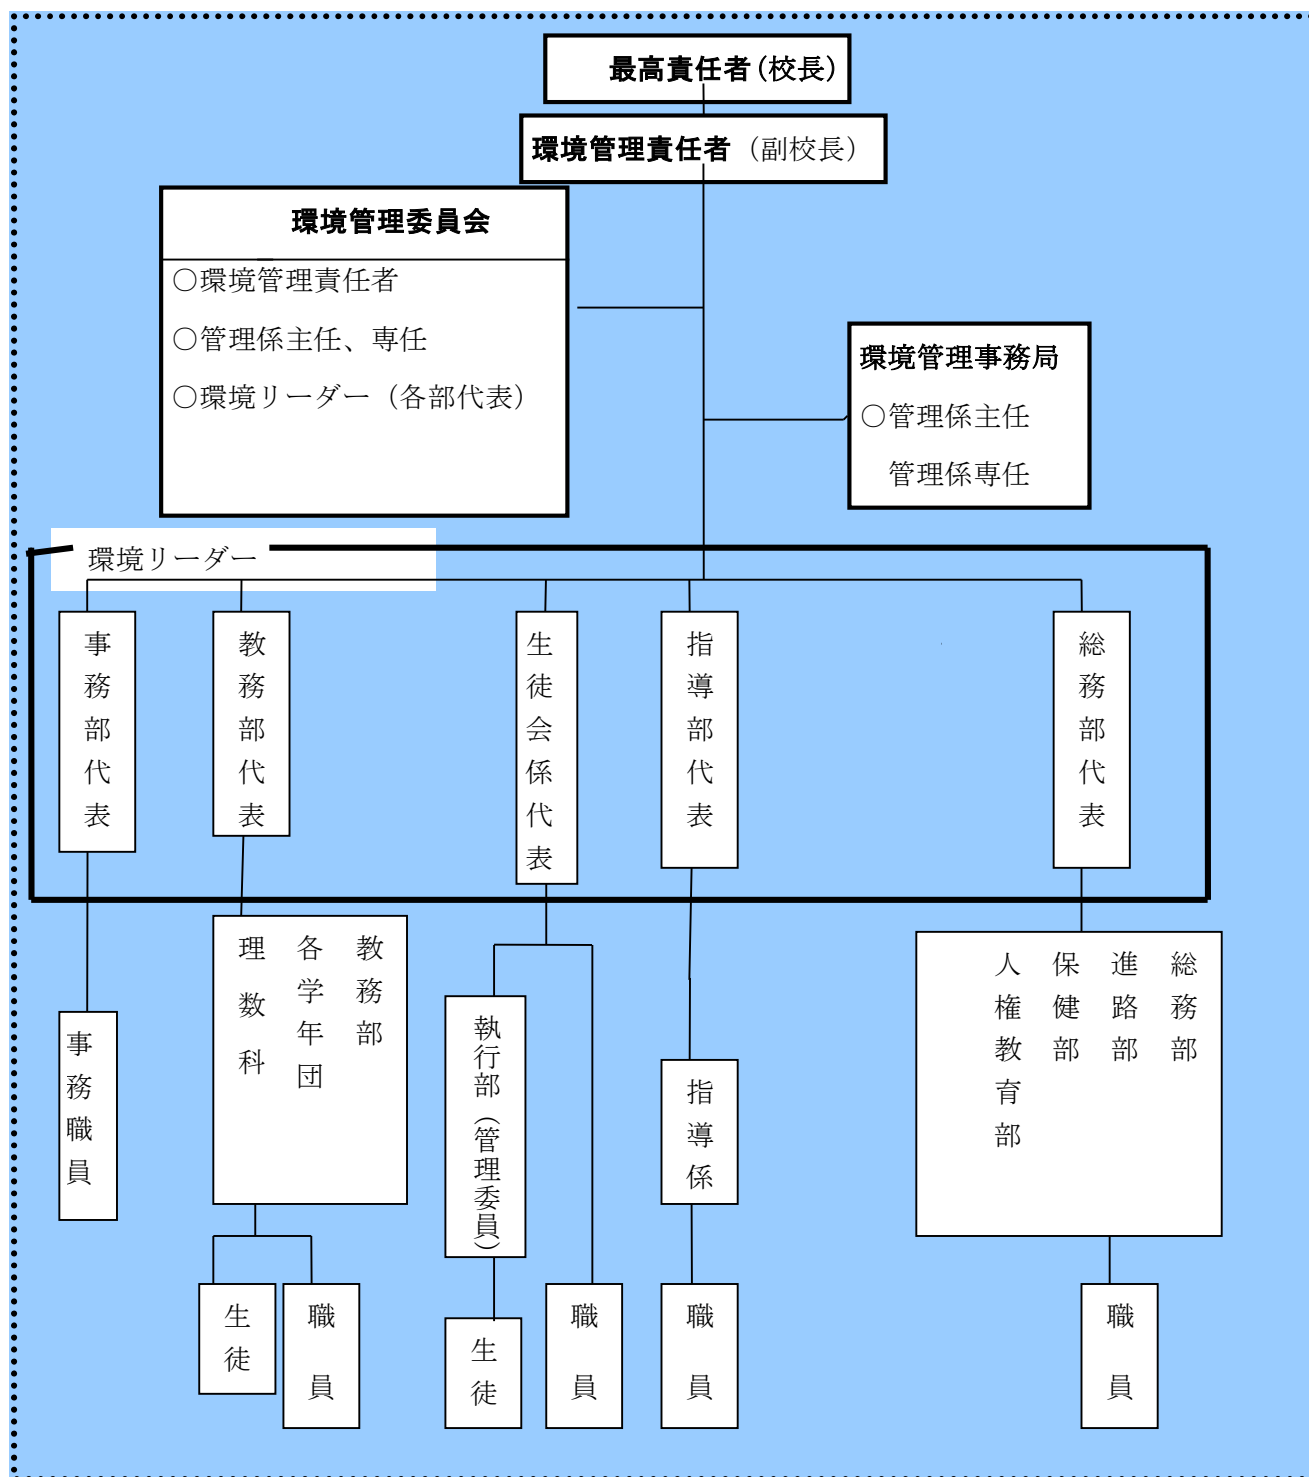 最高責任者(校長)
環境管理責任者（副校長）
環境管理委員会
○環境管理責任者
○管理係主任、専任
○環境リーダー（各部代表）
環境管理事務局
○管理係主任
管理係専任
環境リーダー
事務部代表
教務部代表
生徒会係代表
指導部代表
総務部代表
事務職員
教務部
各学年団
理数科
執行部（管理委員）
指導係
総務部
進路部
保健部
人権教育部
生徒
職員
生徒
職員
職員
職員